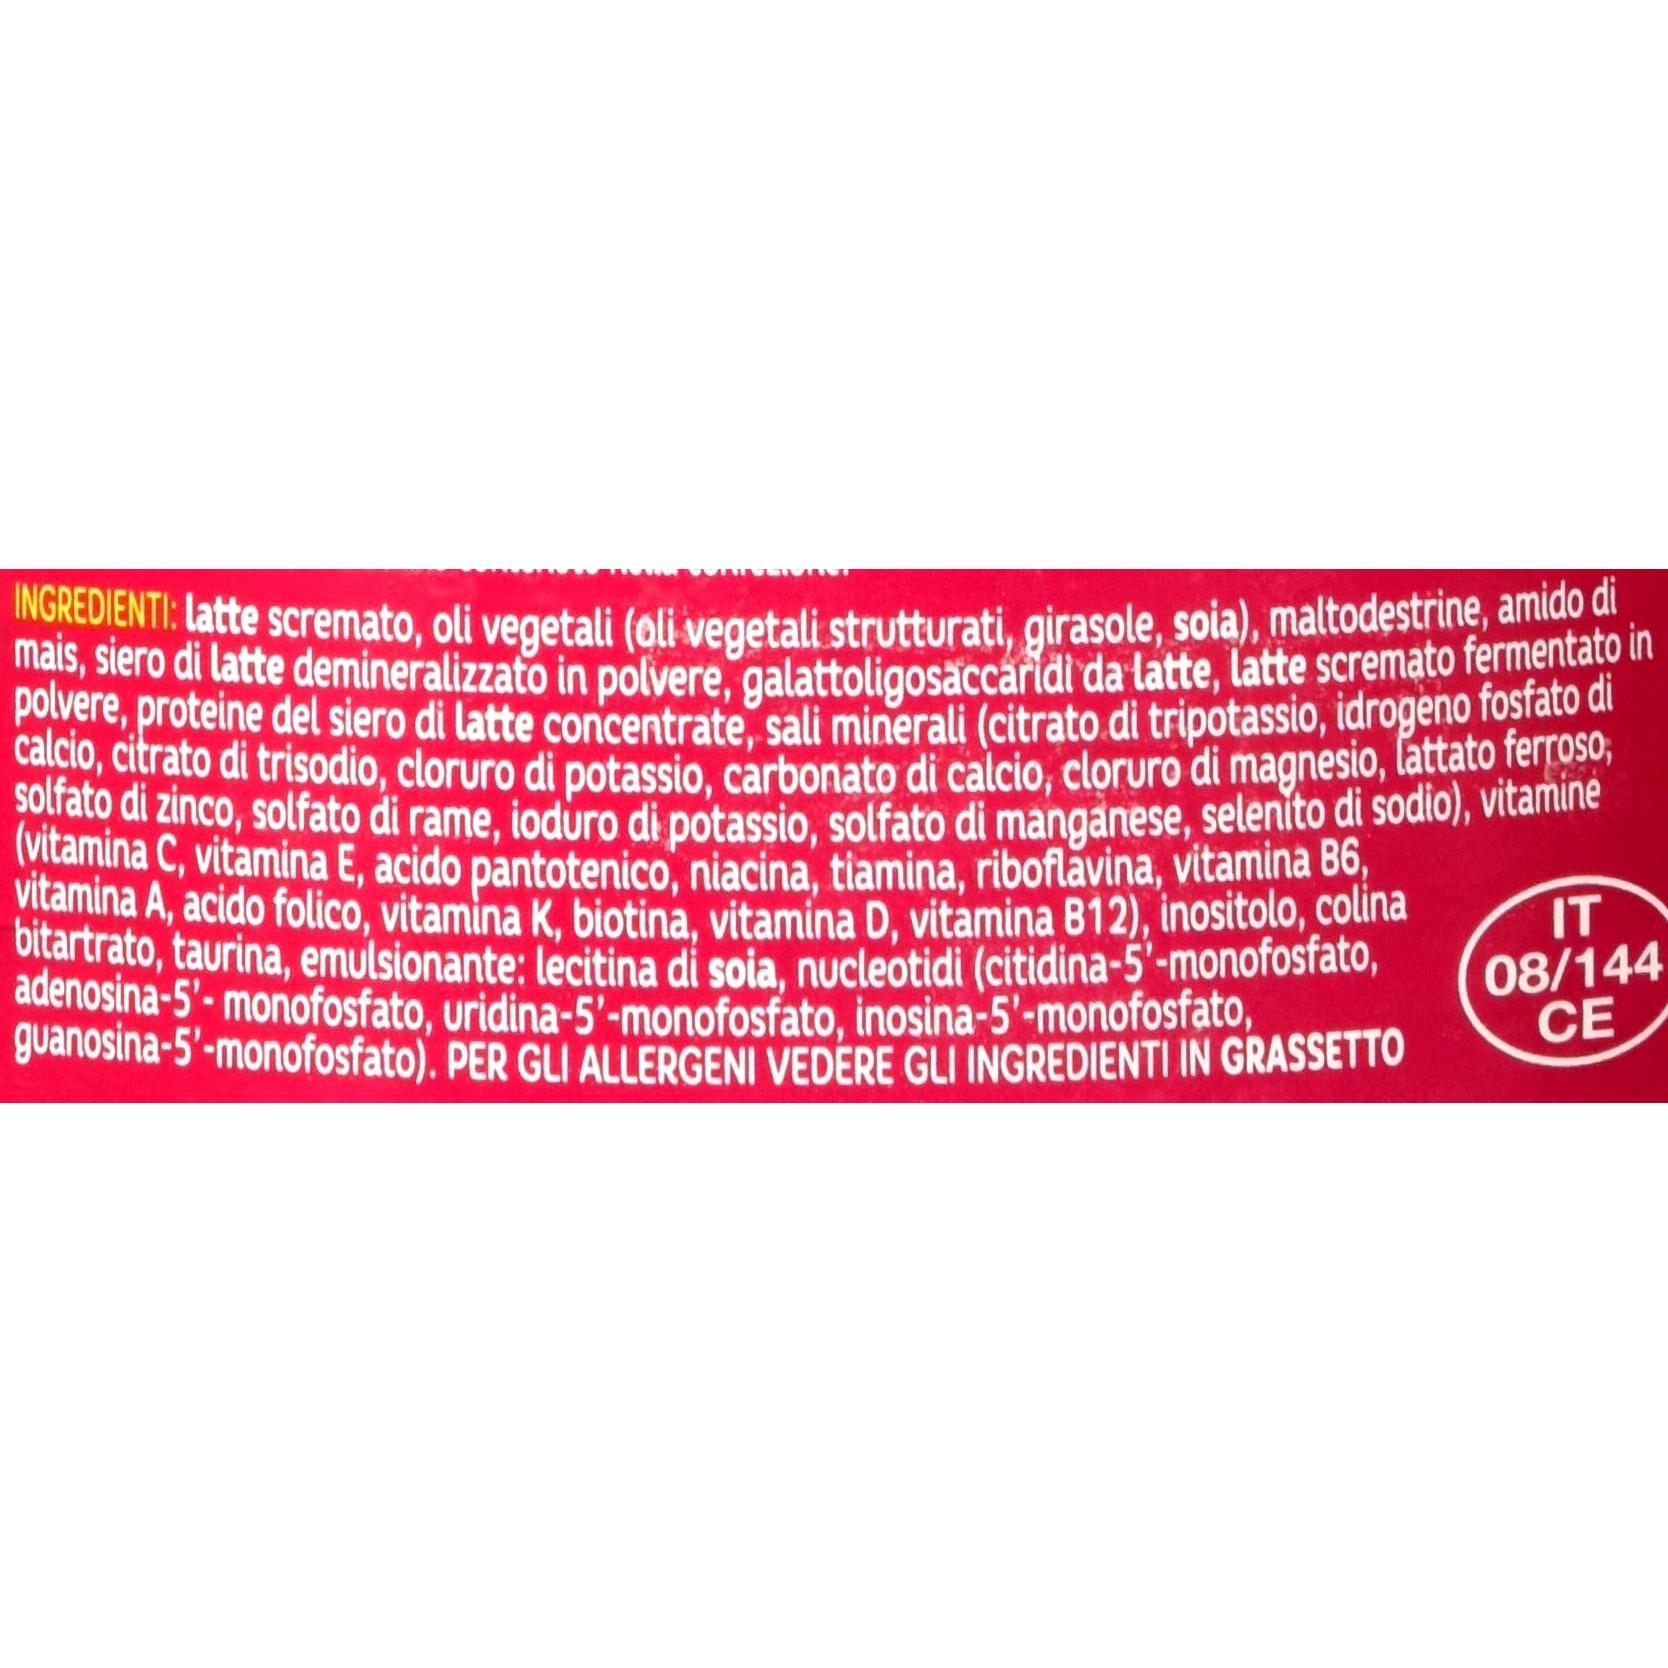 INGREDIENTI: latte scremato, oli vegetali (oli vegetali strutturati, girasole, soia), maltodestrine, amido di
mais, siero di latte demineralizzato in polvere, galattoligosaccaridi da latte, latte scremato fermentato in
polvere, proteine del siero di latte concentrate, sali minerali (citrato di tripotassio, idrogeno fosfato di
calcio, citrato di trisodio, cloruro di potassio, carbonato di calcio, cloruro di magnesio, lattato ferroso,
solfato di zinco, solfato di rame, ioduro di potassio, solfato di manganese, selenito di sodio), vitamine
(vitamina C, vitamina E, acido pantotenico, niacina, tiamina, riboflavina, vitamina B6,
vitamina A, acido folico, vitamina K, biotina, vitamina D, vitamina B12), inositolo, colina
bitartrato, taurina, emulsionante: lecitina di soia, nucleotidi (citidina-5'-monofosfato,
adenosina-5'- monofosfato, uridina-5'-monofosfato, inosina-5'-monofosfato,
guanosina-5'-monofosfato). PER GLI ALLERGENI VEDERE GLI INGREDIENTI IN GRASSETTO
IT
08/144
CE